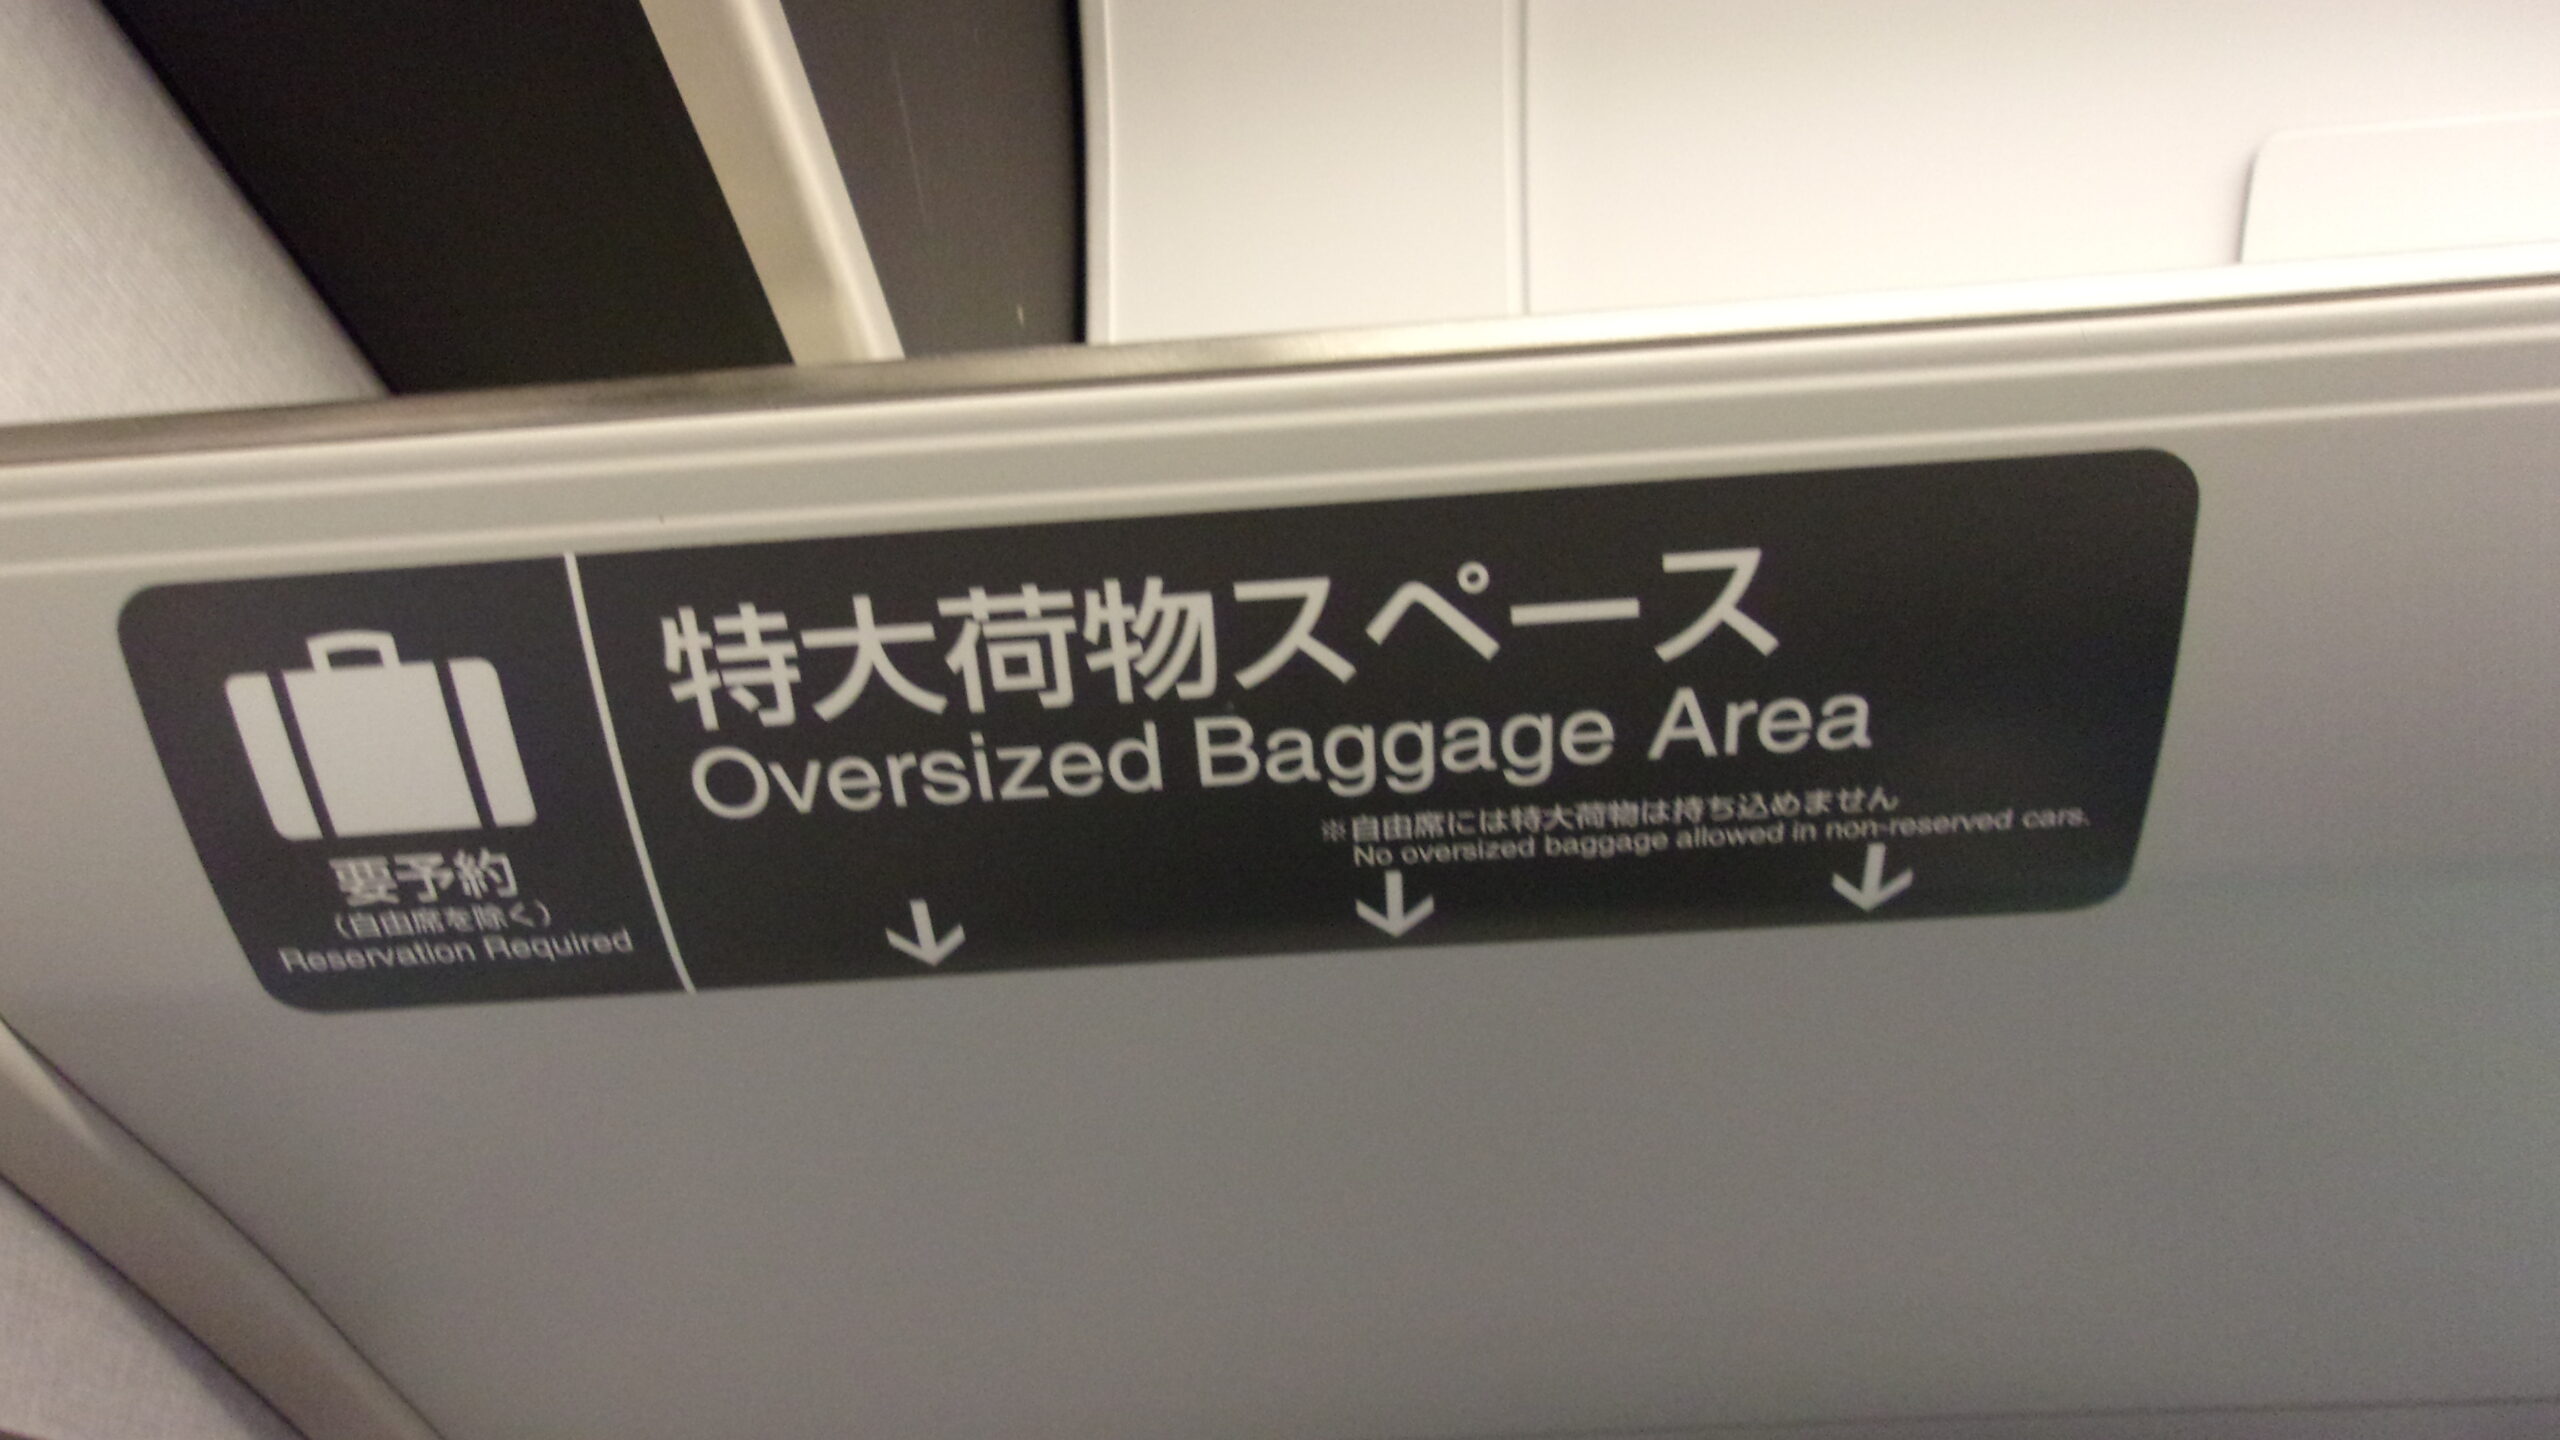 要予約
(自由席を除く)
Reservation Required
特大荷物スペース
Oversized Baggage Area
※自由席には特大荷物は持ち込めません
No oversized baggage allowed in non-reserved cars.